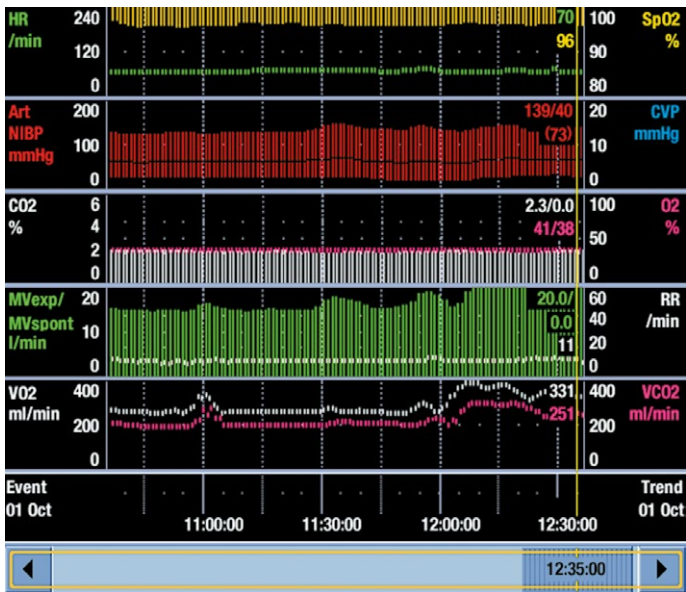 HR 240 70 100 SpO2
/min 96 %
120 90
0 80
Art 200 139/40 20 CVP
NIBP (73) mmHg
mmHg 100 10
0 0
CO2 6 2.3/0.0 100 O2
% 4 41/38 50 %
2
0 0
MVexp/ 20 20.0/ 60 RR
MVspont 0.0 40 /min
l/min 10 11 20
0 0
VO2 400 331 400 VCO2
ml/min 251 ml/min
200 200
0 0
Event Trend
01 Oct 01 Oct
11:00:00 11:30:00 12:00:00 12:30:00
12:35:00